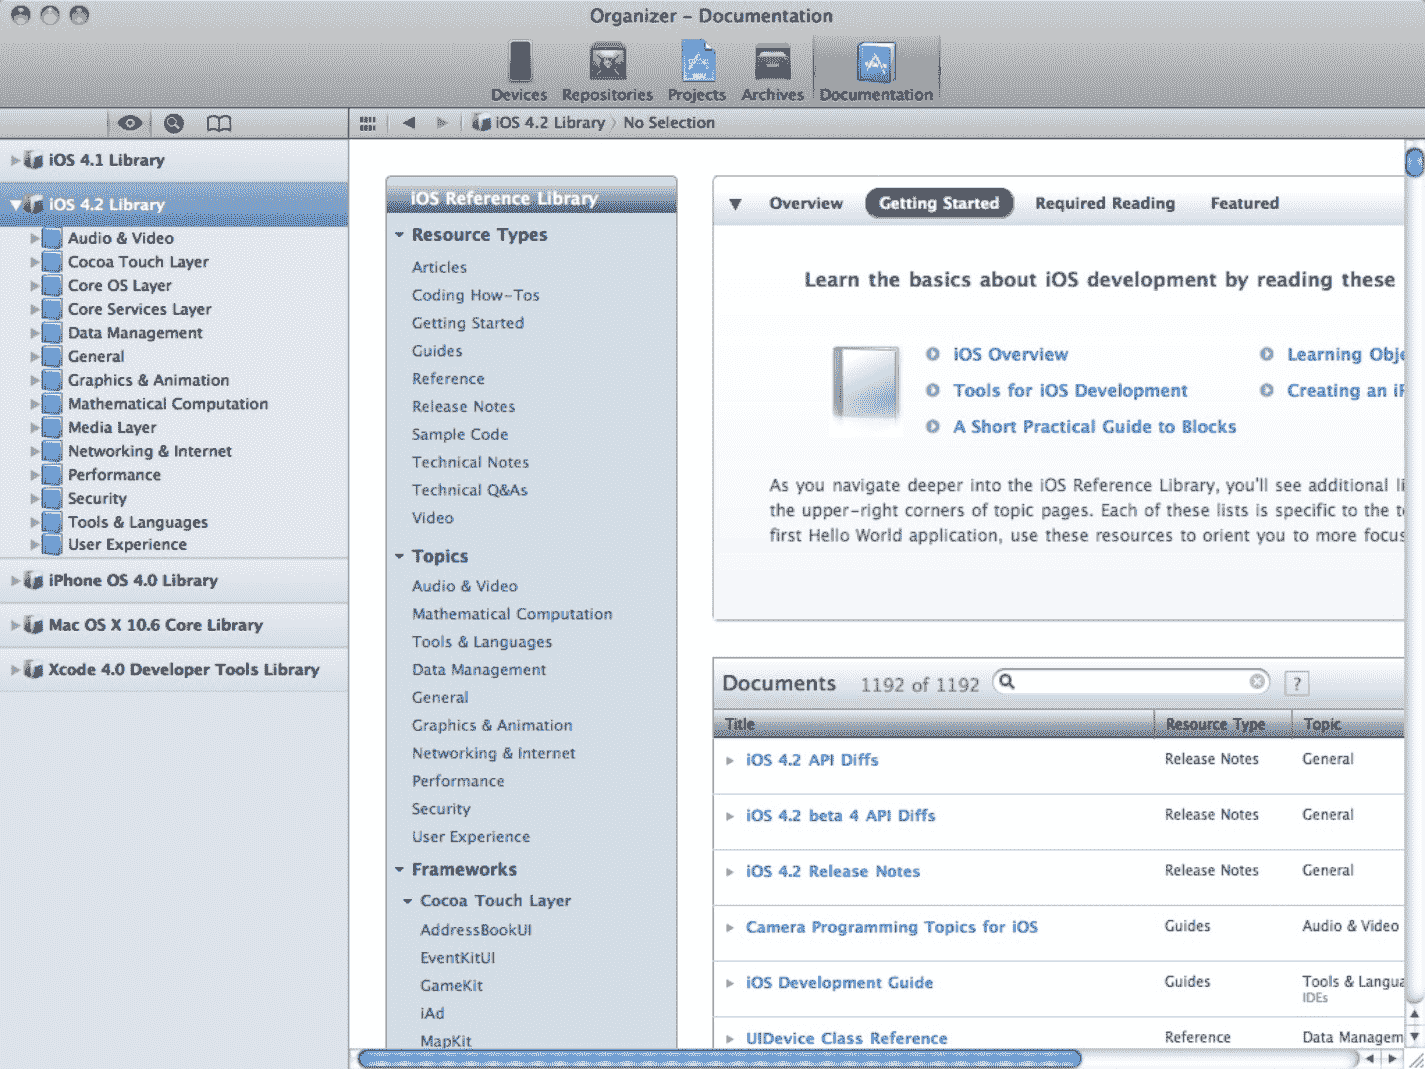 Organizer – Documentation
Devices
Repositories
Projects
Archives
Documentation
iOS 4.2 Library
No Selection
iOS 4.1 Library
iOS 4.2 Library
Audio & Video
Cocoa Touch Layer
Core OS Layer
Core Services Layer
Data Management
General
Graphics & Animation
Mathematical Computation
Media Layer
Networking & Internet
Performance
Security
Tools & Languages
User Experience
iPhone OS 4.0 Library
Mac OS X 10.6 Core Library
Xcode 4.0 Developer Tools Library
iOS Reference Library
Resource Types
Articles
Coding How-Tos
Getting Started
Guides
Reference
Release Notes
Sample Code
Technical Notes
Technical Q&As
Video
Topics
Audio & Video
Mathematical Computation
Tools & Languages
Data Management
General
Graphics & Animation
Networking & Internet
Performance
Security
User Experience
Frameworks
Cocoa Touch Layer
AddressBookUI
EventKitUI
GameKit
iAd
MapKit
Overview
Getting Started
Required Reading
Featured
Learn the basics about iOS development by reading these
iOS Overview
Learning Obje
Tools for iOS Development
Creating an iP
A Short Practical Guide to Blocks
As you navigate deeper into the iOS Reference Library, you'll see additional li
the upper-right corners of topic pages. Each of these lists is specific to the t
first Hello World application, use these resources to orient you to more focus
Documents 1192 of 1192 ?
Title Resource Type Topic
iOS 4.2 API Diffs Release Notes General
iOS 4.2 beta 4 API Diffs Release Notes General
iOS 4.2 Release Notes Release Notes General
Camera Programming Topics for iOS Guides Audio & Video
iOS Development Guide Guides Tools & Langua
IDEs
UIDevice Class Reference Reference Data Managem